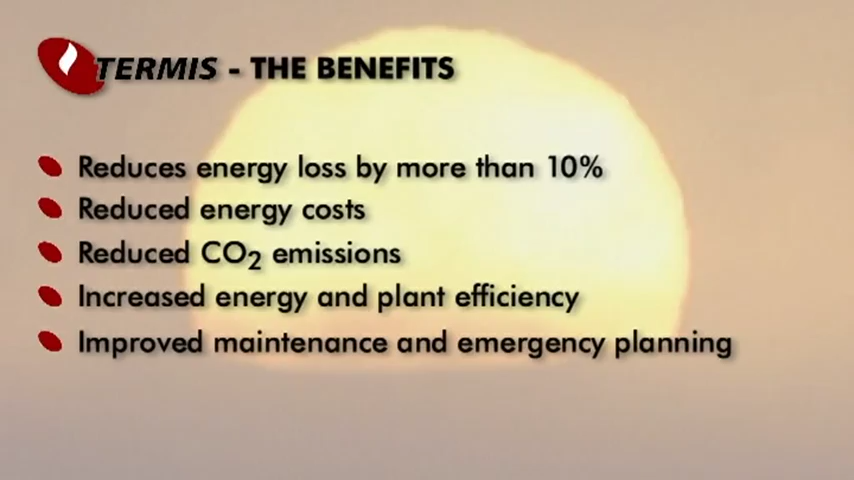 TERMIS - THE BENEFITS
Reduces energy loss by more than 10%
Reduced energy costs
Reduced CO₂ emissions
Increased energy and plant efficiency
Improved maintenance and emergency planning